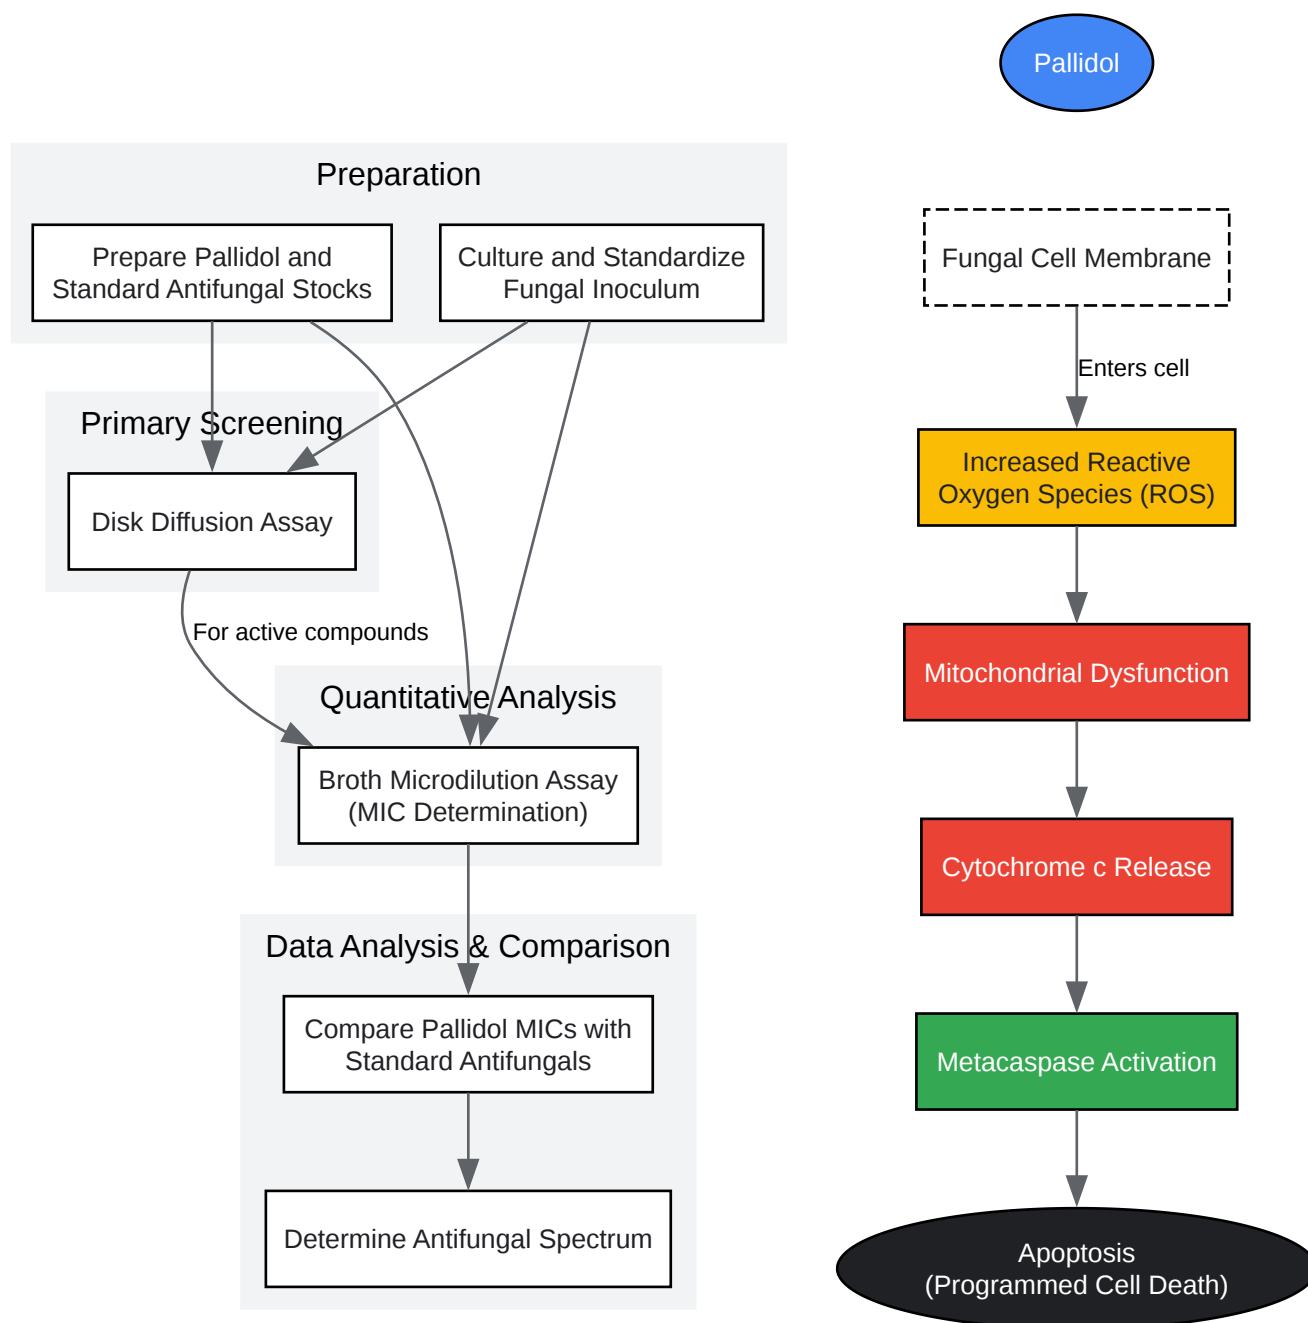 Preparation
Prepare Pallidol and
Standard Antifungal Stocks
Culture and Standardize
Fungal Inoculum
Primary Screening
Disk Diffusion Assay
For active compounds
Quantitative Analysis
Broth Microdilution Assay
(MIC Determination)
Data Analysis & Comparison
Compare Pallidol MICs with
Standard Antifungals
Determine Antifungal Spectrum
Pallidol
Fungal Cell Membrane
Enters cell
Increased Reactive
Oxygen Species (ROS)
Mitochondrial Dysfunction
Cytochrome c Release
Metacaspase Activation
Apoptosis
(Programmed Cell Death)